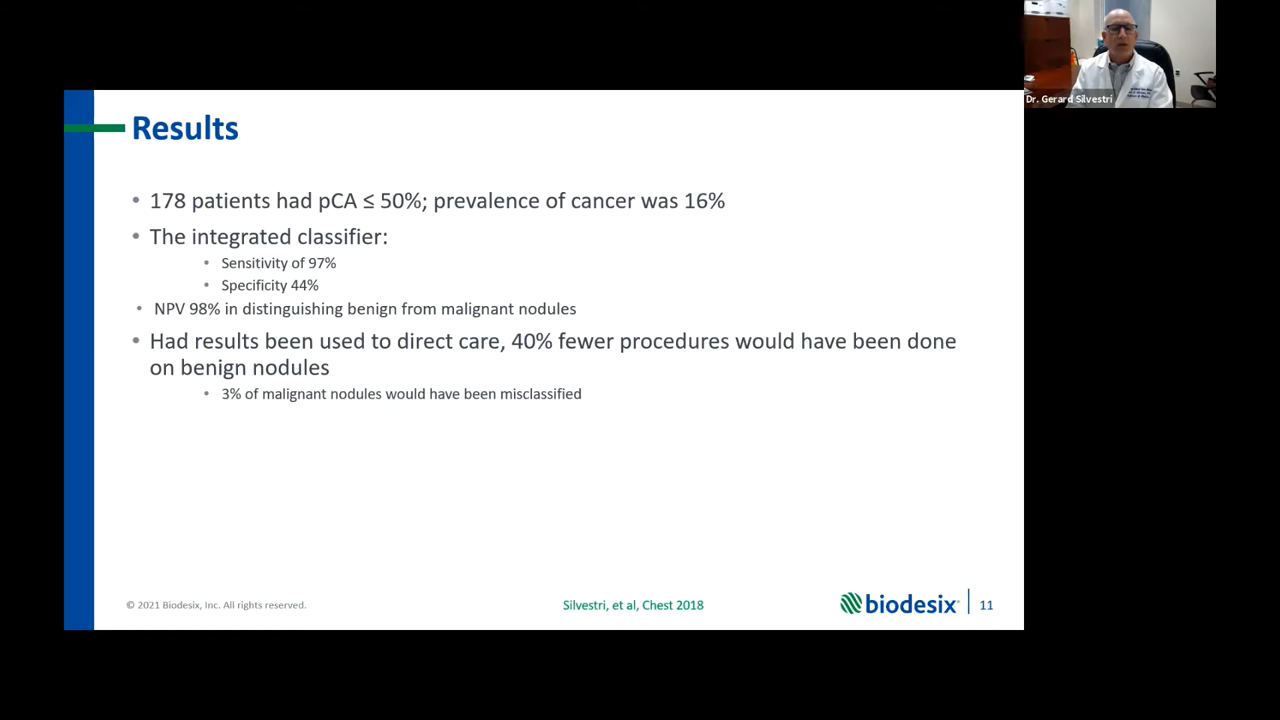 Dr. Gerard Silvestri
Results
• 178 patients had pCA ≤ 50%; prevalence of cancer was 16%
• The integrated classifier:
• Sensitivity of 97%
• Specificity 44%
• NPV 98% in distinguishing benign from malignant nodules
• Had results been used to direct care, 40% fewer procedures would have been done
on benign nodules
• 3% of malignant nodules would have been misclassified
© 2021 Biodesix, Inc. All rights reserved.
Silvestri, et al, Chest 2018
biodesix
11